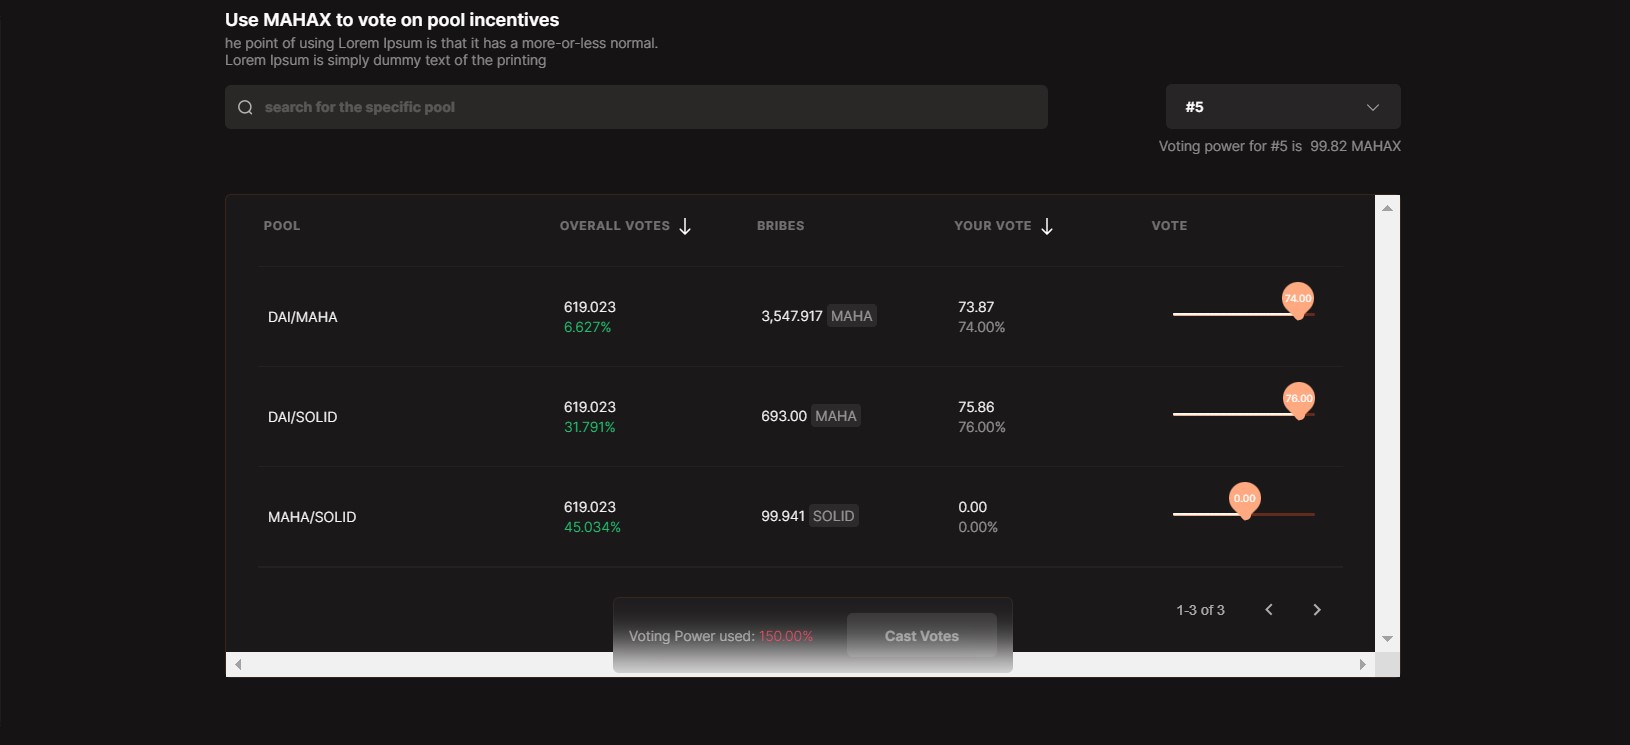 Use MAHAX to vote on pool incentives
he point of using Lorem Ipsum is that it has a more-or-less normal.
Lorem Ipsum is simply dummy text of the printing
search for the specific pool
#5
Voting power for #5 is 99.82 MAHAX
POOL OVERALL VOTES BRIBES YOUR VOTE VOTE
DAI/MAHA
619.023
6.627%
3,547.917 MAHA
73.87
74.00%
74.00
DAI/SOLID
619.023
31.791%
693.00 MAHA
75.86
76.00%
76.00
MAHA/SOLID
619.023
45.034%
99.941 SOLID
0.00
0.00%
0.00
1-3 of 3
Voting Power used: 150.00%
Cast Votes